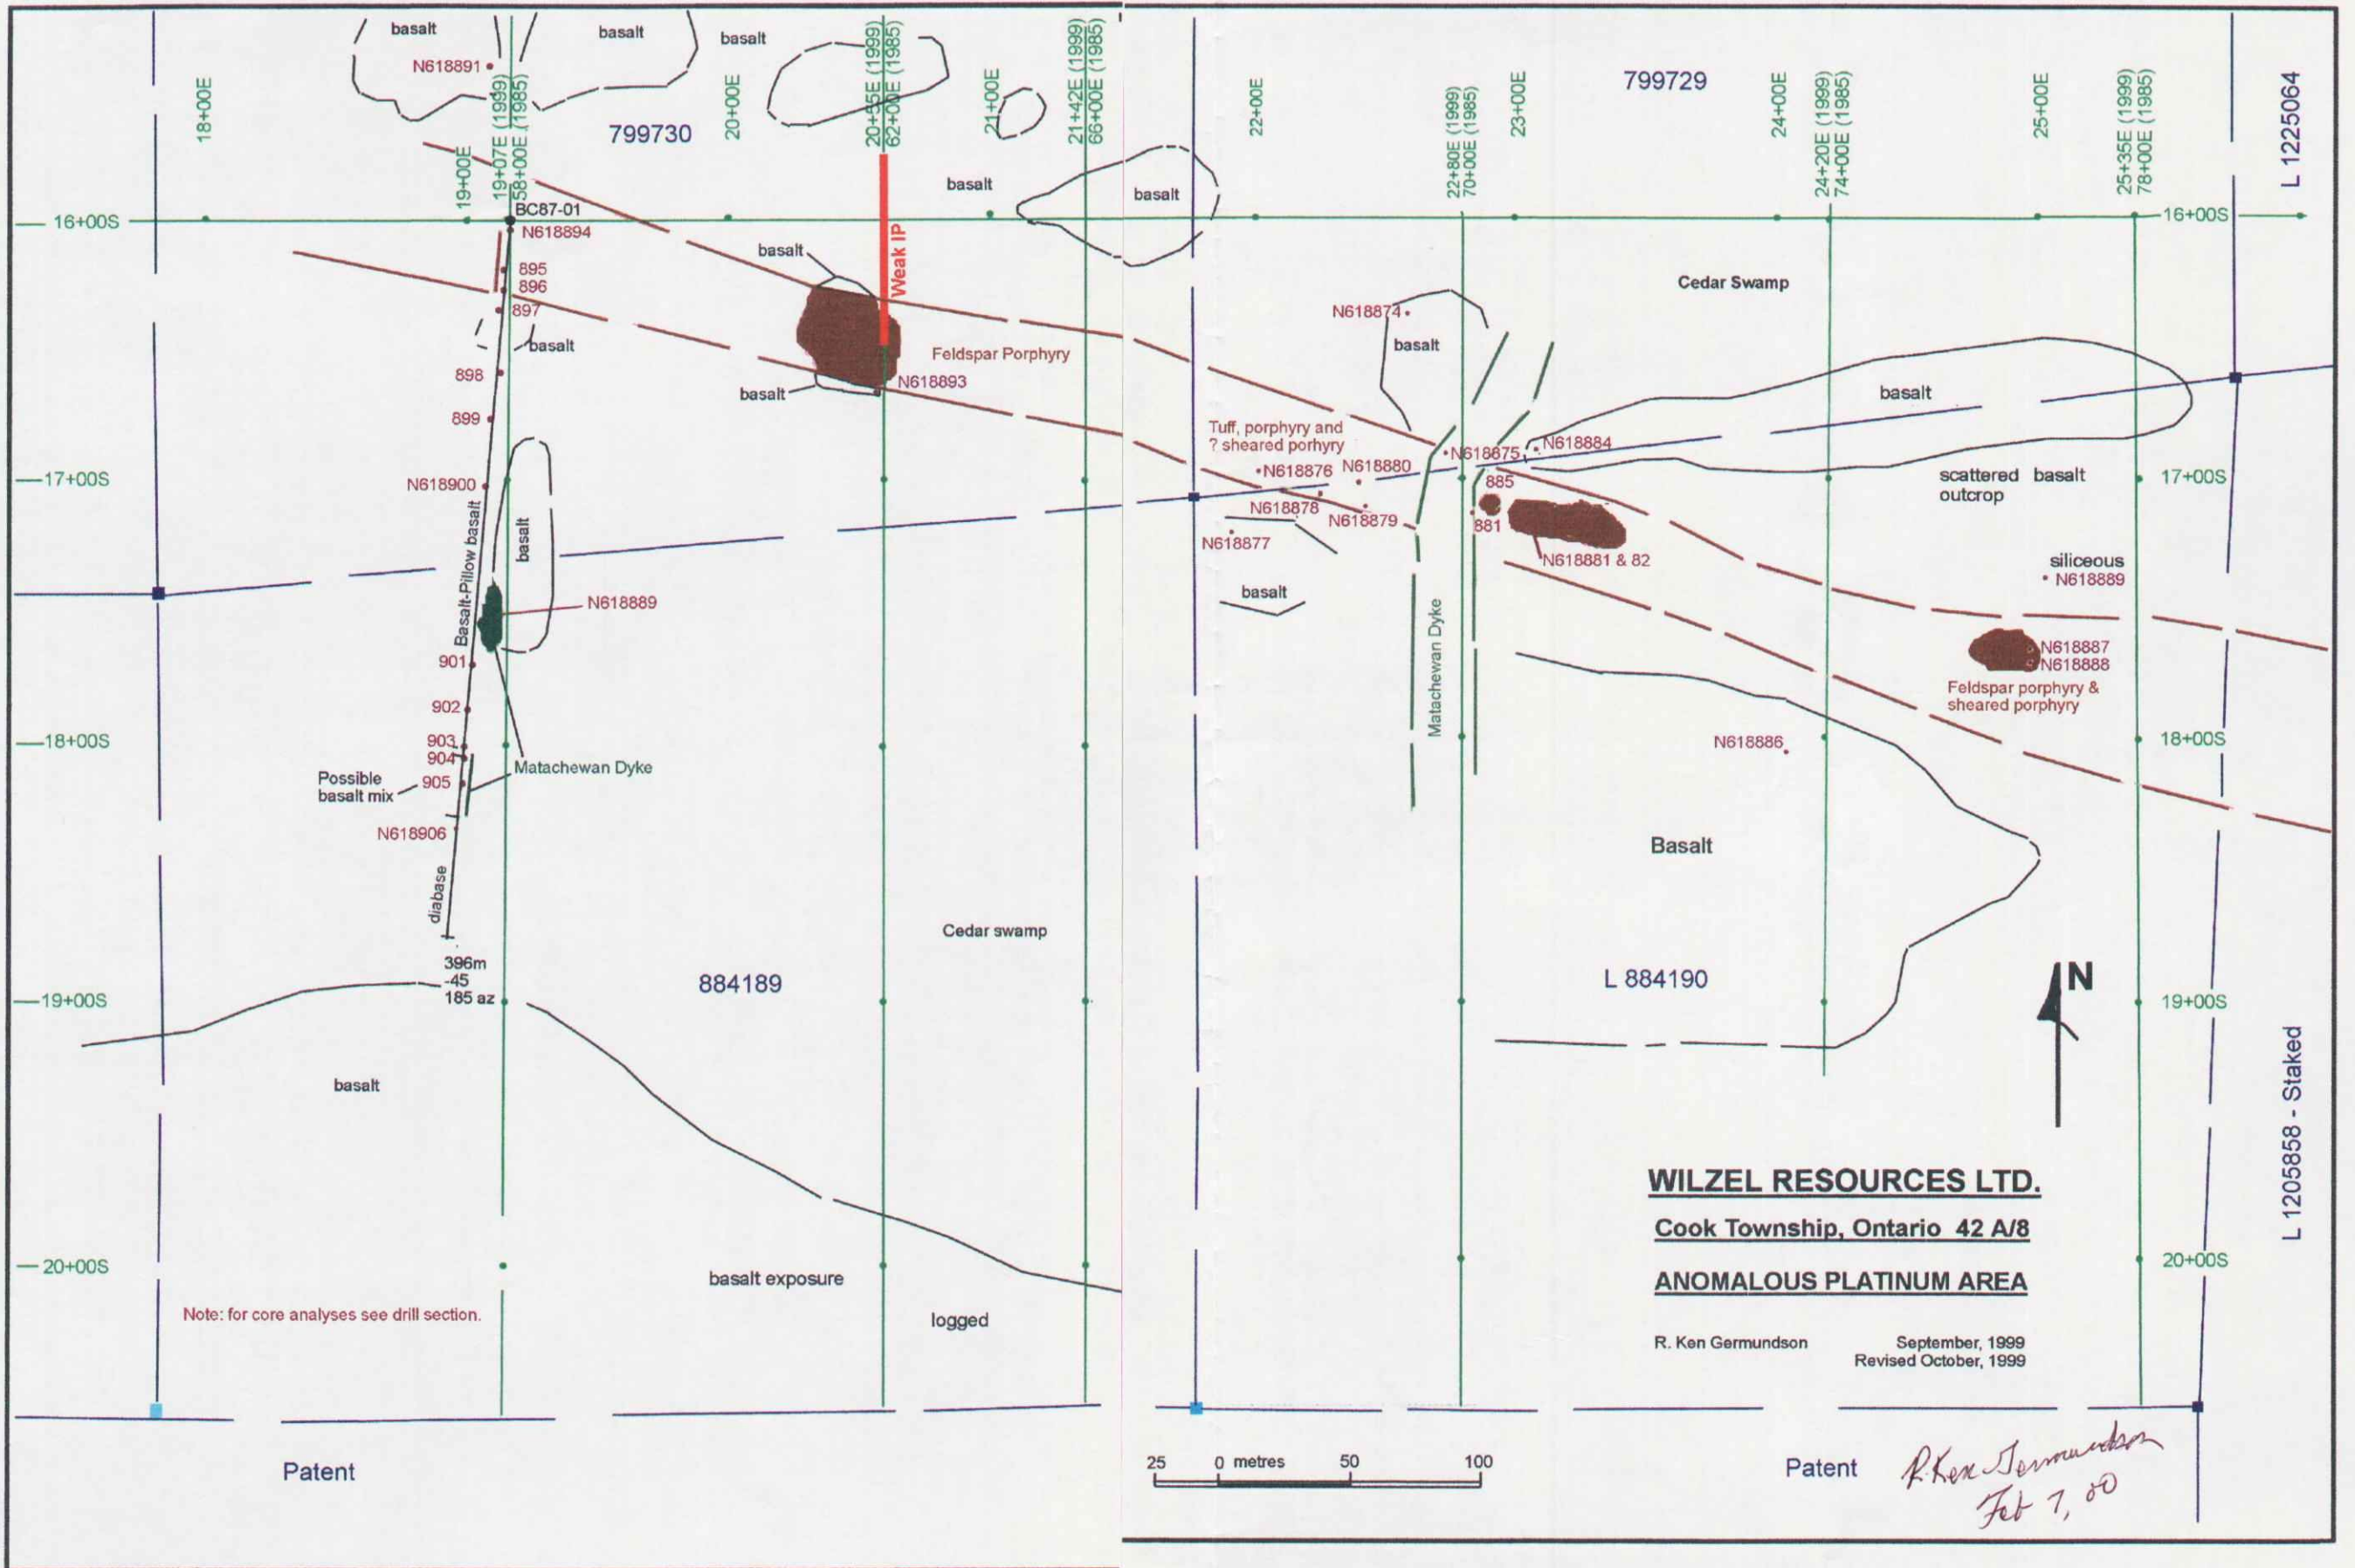 basalt
basalt
basalt
N618891
18+00E
19+00E
19+07E (1999)
58+00E (1985)
799730
20+00E
20+55E (1999)
62+00E (1985)
21+00E
21+42E (1999)
66+00E (1985)
22+00E
22+80E (1999)
70+00E (1985)
23+00E
799729
24+00E
24+20E (1999)
74+00E (1985)
25+00E
25+35E (1999)
78+00E (1985)
L 1225064
basalt
basalt
16+00S
BC87-01
N618894
16+00S
895
896
897
basalt
898
899
N618900
basalt
Weak IP
Feldspar Porphyry
N618893
basalt
Cedar Swamp
N618874
basalt
basalt
Tuff, porphyry and
? sheared porhyry
N618876
N618880
N618875
N618884
885
N618878
N618879
881
N618877
N618881 & 82
scattered basalt
outcrop
17+00S
17+00S
siliceous
N618889
basalt
Matachewan Dyke
N618887
N618888
Feldspar porphyry &
sheared porphyry
N618886
18+00S
Basalt-Pillow basalt
basalt
N618889
901
902
903
904
905
18+00S
Possible
basalt mix
Matachewan Dyke
N618906
diabase
396m
-45
185 az
19+00S
884189
Cedar swamp
Basalt
L 884190
N
19+00S
basalt
L 1205858 - Staked
WILZEL RESOURCES LTD.
Cook Township, Ontario 42 A/8
ANOMALOUS PLATINUM AREA
R. Ken Germundson
September, 1999
Revised October, 1999
20+00S
20+00S
basalt exposure
logged
Note: for core analyses see drill section.
Patent
25 0 metres 50 100
Patent
R. Ken Germundson
Feb 7, 00